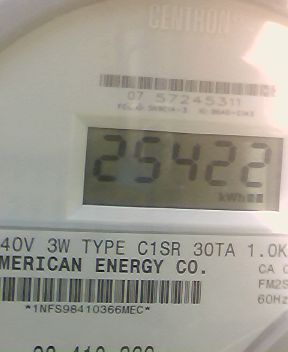 CENTRON
07 57245311
25422
kWh
40V 3W TYPE C1SR 30TA 1.0K
MERICAN ENERGY CO.
CA
FM2S
60Hz
*1NFS98410366MEC*